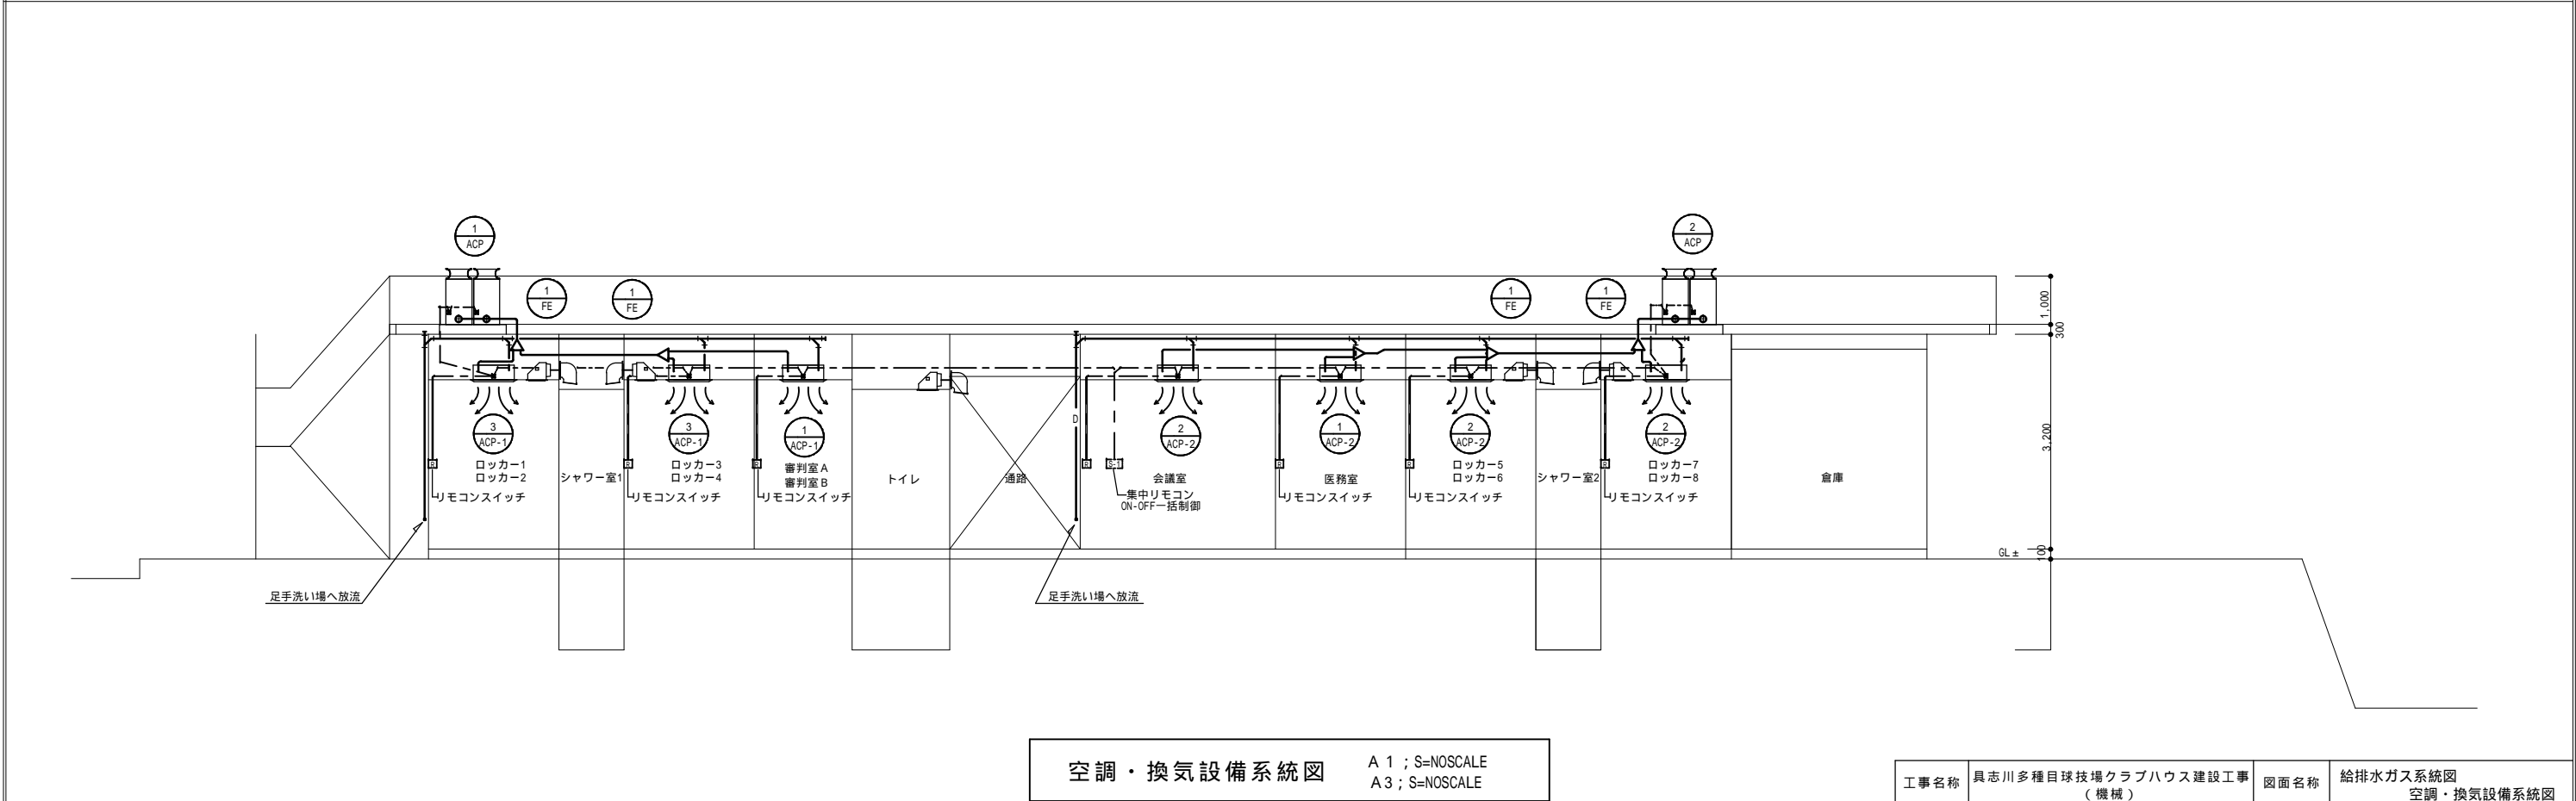 1
ACP
2
ACP
1
FE
1
FE
1
FE
1
FE
1,000
300
3,200
100
GL±
D
3
ACP-1
3
ACP-1
1
ACP-1
2
ACP-2
1
ACP-2
2
ACP-2
2
ACP-2
R
R
R
R
S-1
R
R
R
ロッカー1
ロッカー2
リモコンスイッチ
シャワー室1
ロッカー3
ロッカー4
リモコンスイッチ
審判室A
審判室B
リモコンスイッチ
トイレ
通路
会議室
集中リモコン
ON-OFF一括制御
医務室
リモコンスイッチ
ロッカー5
ロッカー6
リモコンスイッチ
シャワー室2
ロッカー7
ロッカー8
リモコンスイッチ
倉庫
足手洗い場へ放流
足手洗い場へ放流
空調・換気設備系統図
A1;S=NOSCALE
A3;S=NOSCALE
工事名称
具志川多種目球技場クラブハウス建設工事
(機械)
図面名称
給排水ガス系統図
空調・換気設備系統図